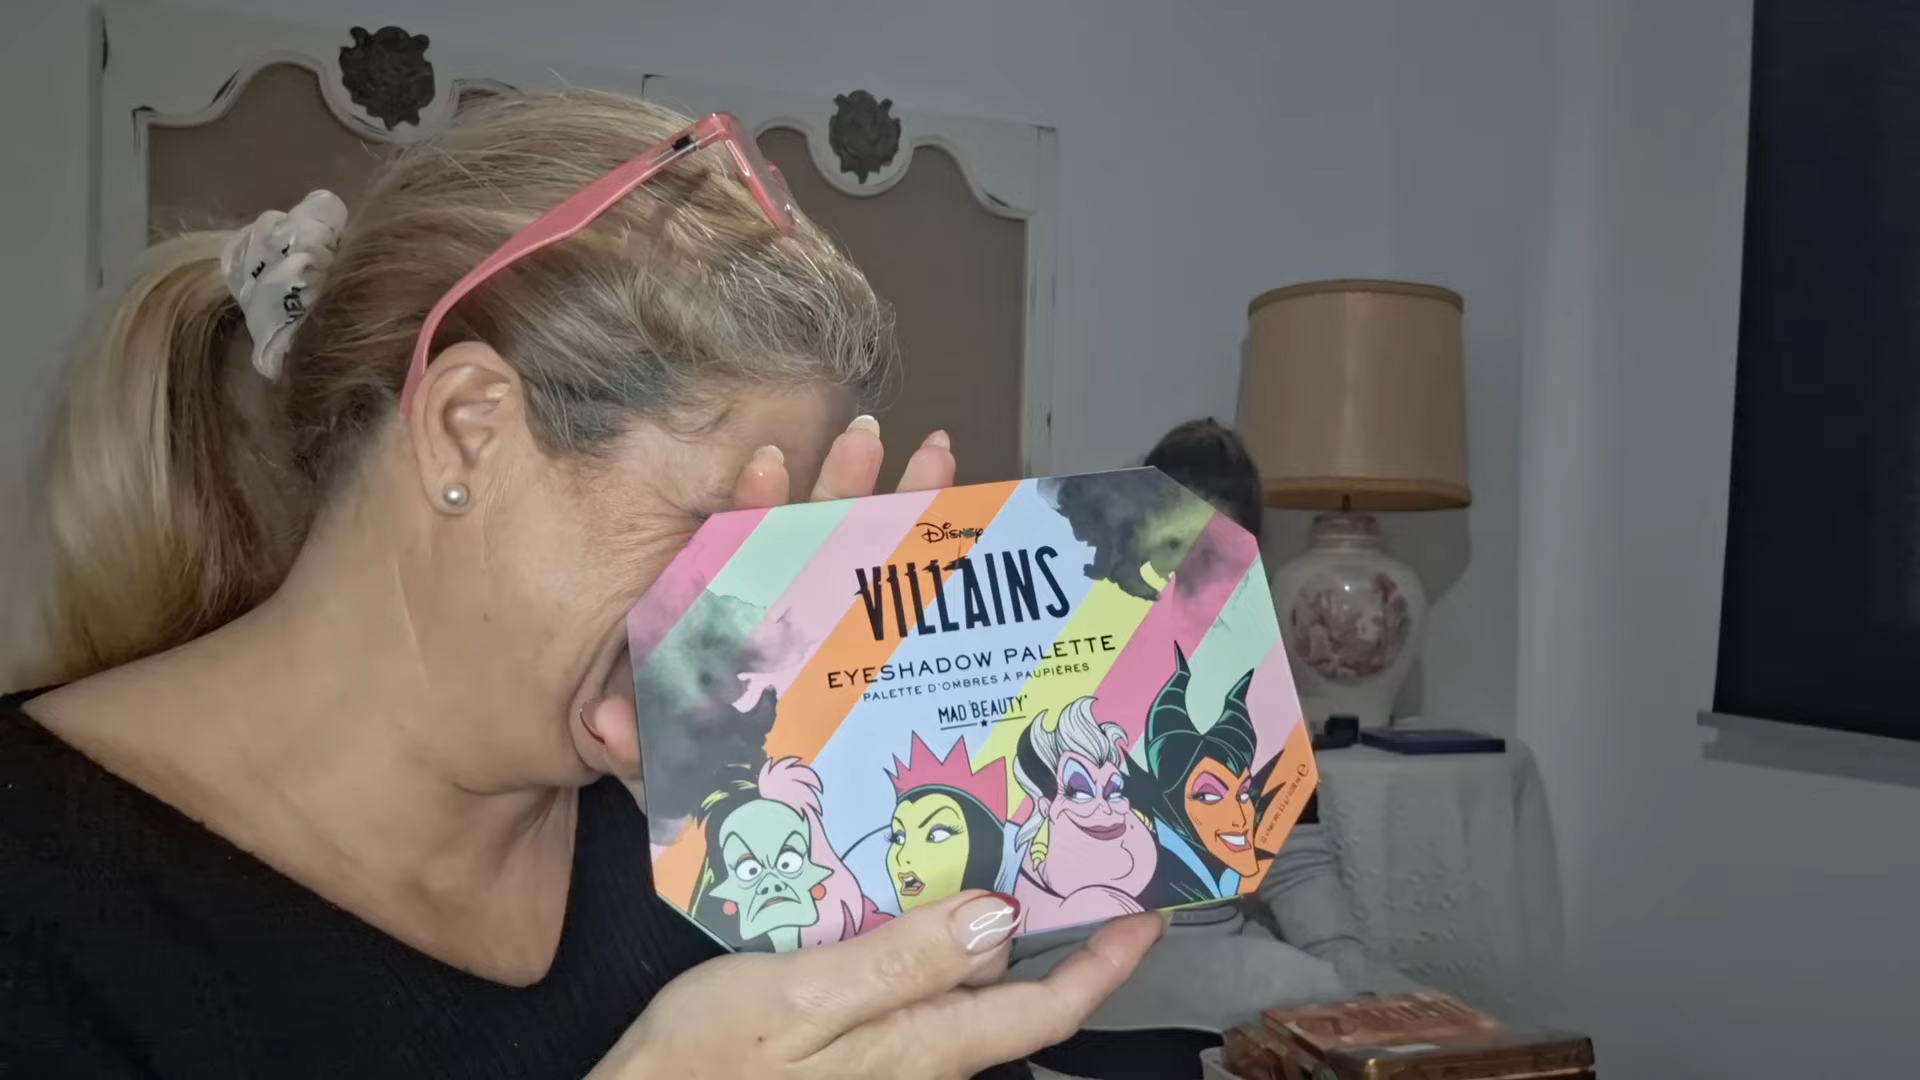 Disney
VILLAINS
EYESHADOW PALETTE
PALETTE D'OMBRES À PAUPIÈRES
MAD BEAUTY